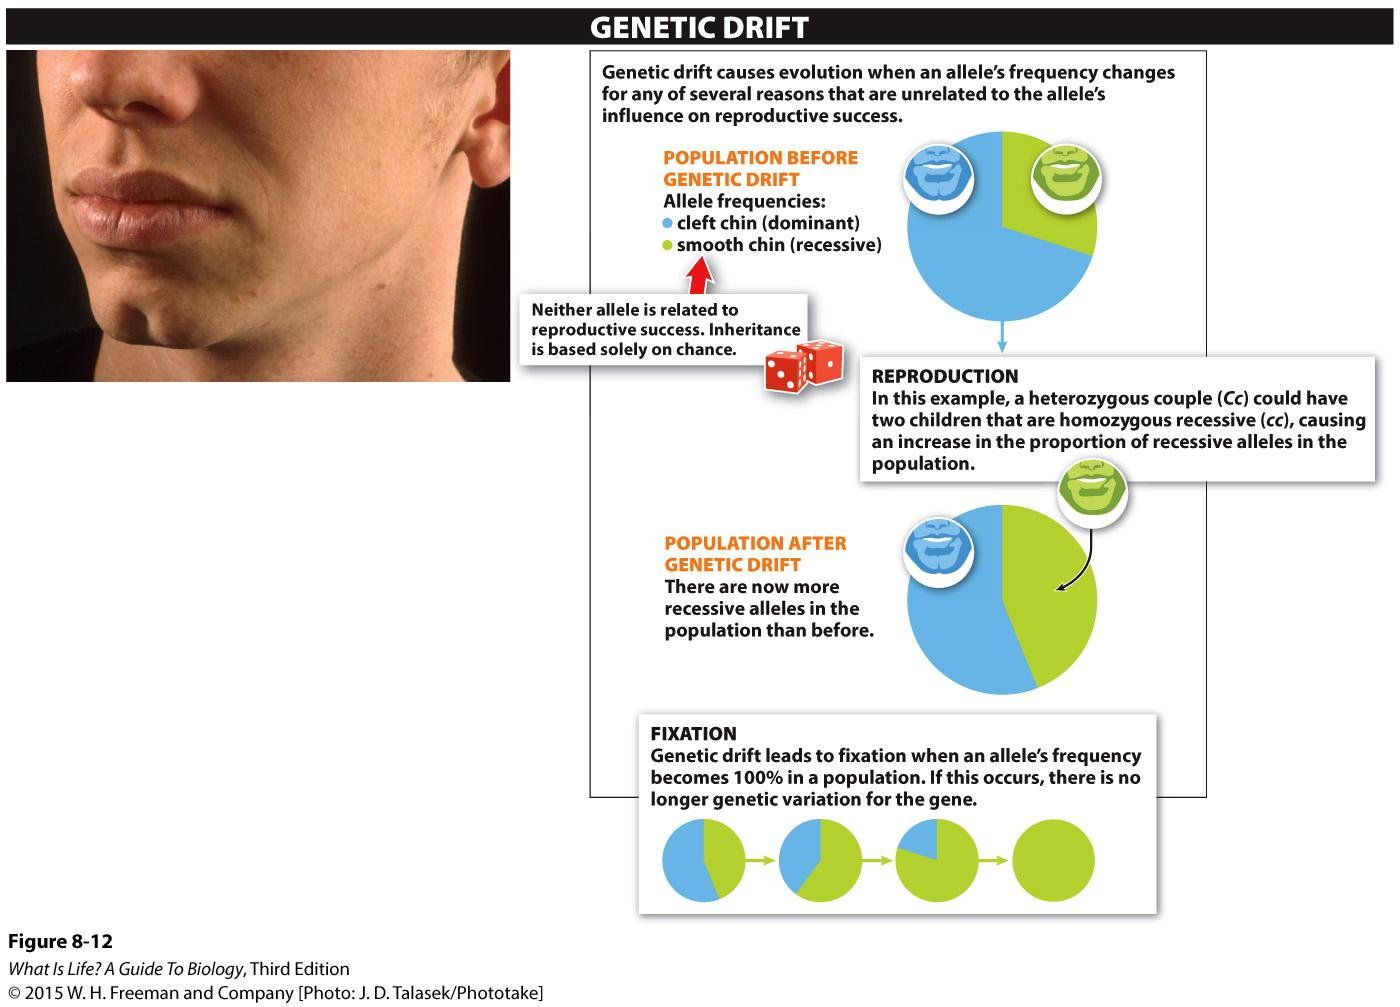 GENETIC DRIFT
Genetic drift causes evolution when an allele's frequency changes
for any of several reasons that are unrelated to the allele's
influence on reproductive success.
POPULATION BEFORE
GENETIC DRIFT
Allele frequencies:
cleft chin (dominant)
smooth chin (recessive)
Neither allele is related to
reproductive success. Inheritance
is based solely on chance.
REPRODUCTION
In this example, a heterozygous couple (Cc) could have
two children that are homozygous recessive (cc), causing
an increase in the proportion of recessive alleles in the
population.
POPULATION AFTER
GENETIC DRIFT
There are now more
recessive alleles in the
population than before.
FIXATION
Genetic drift leads to fixation when an allele's frequency
becomes 100% in a population. If this occurs, there is no
longer genetic variation for the gene.
Figure 8-12
What Is Life? A Guide To Biology, Third Edition
© 2015 W. H. Freeman and Company [Photo: J. D. Talasek/Phototake]